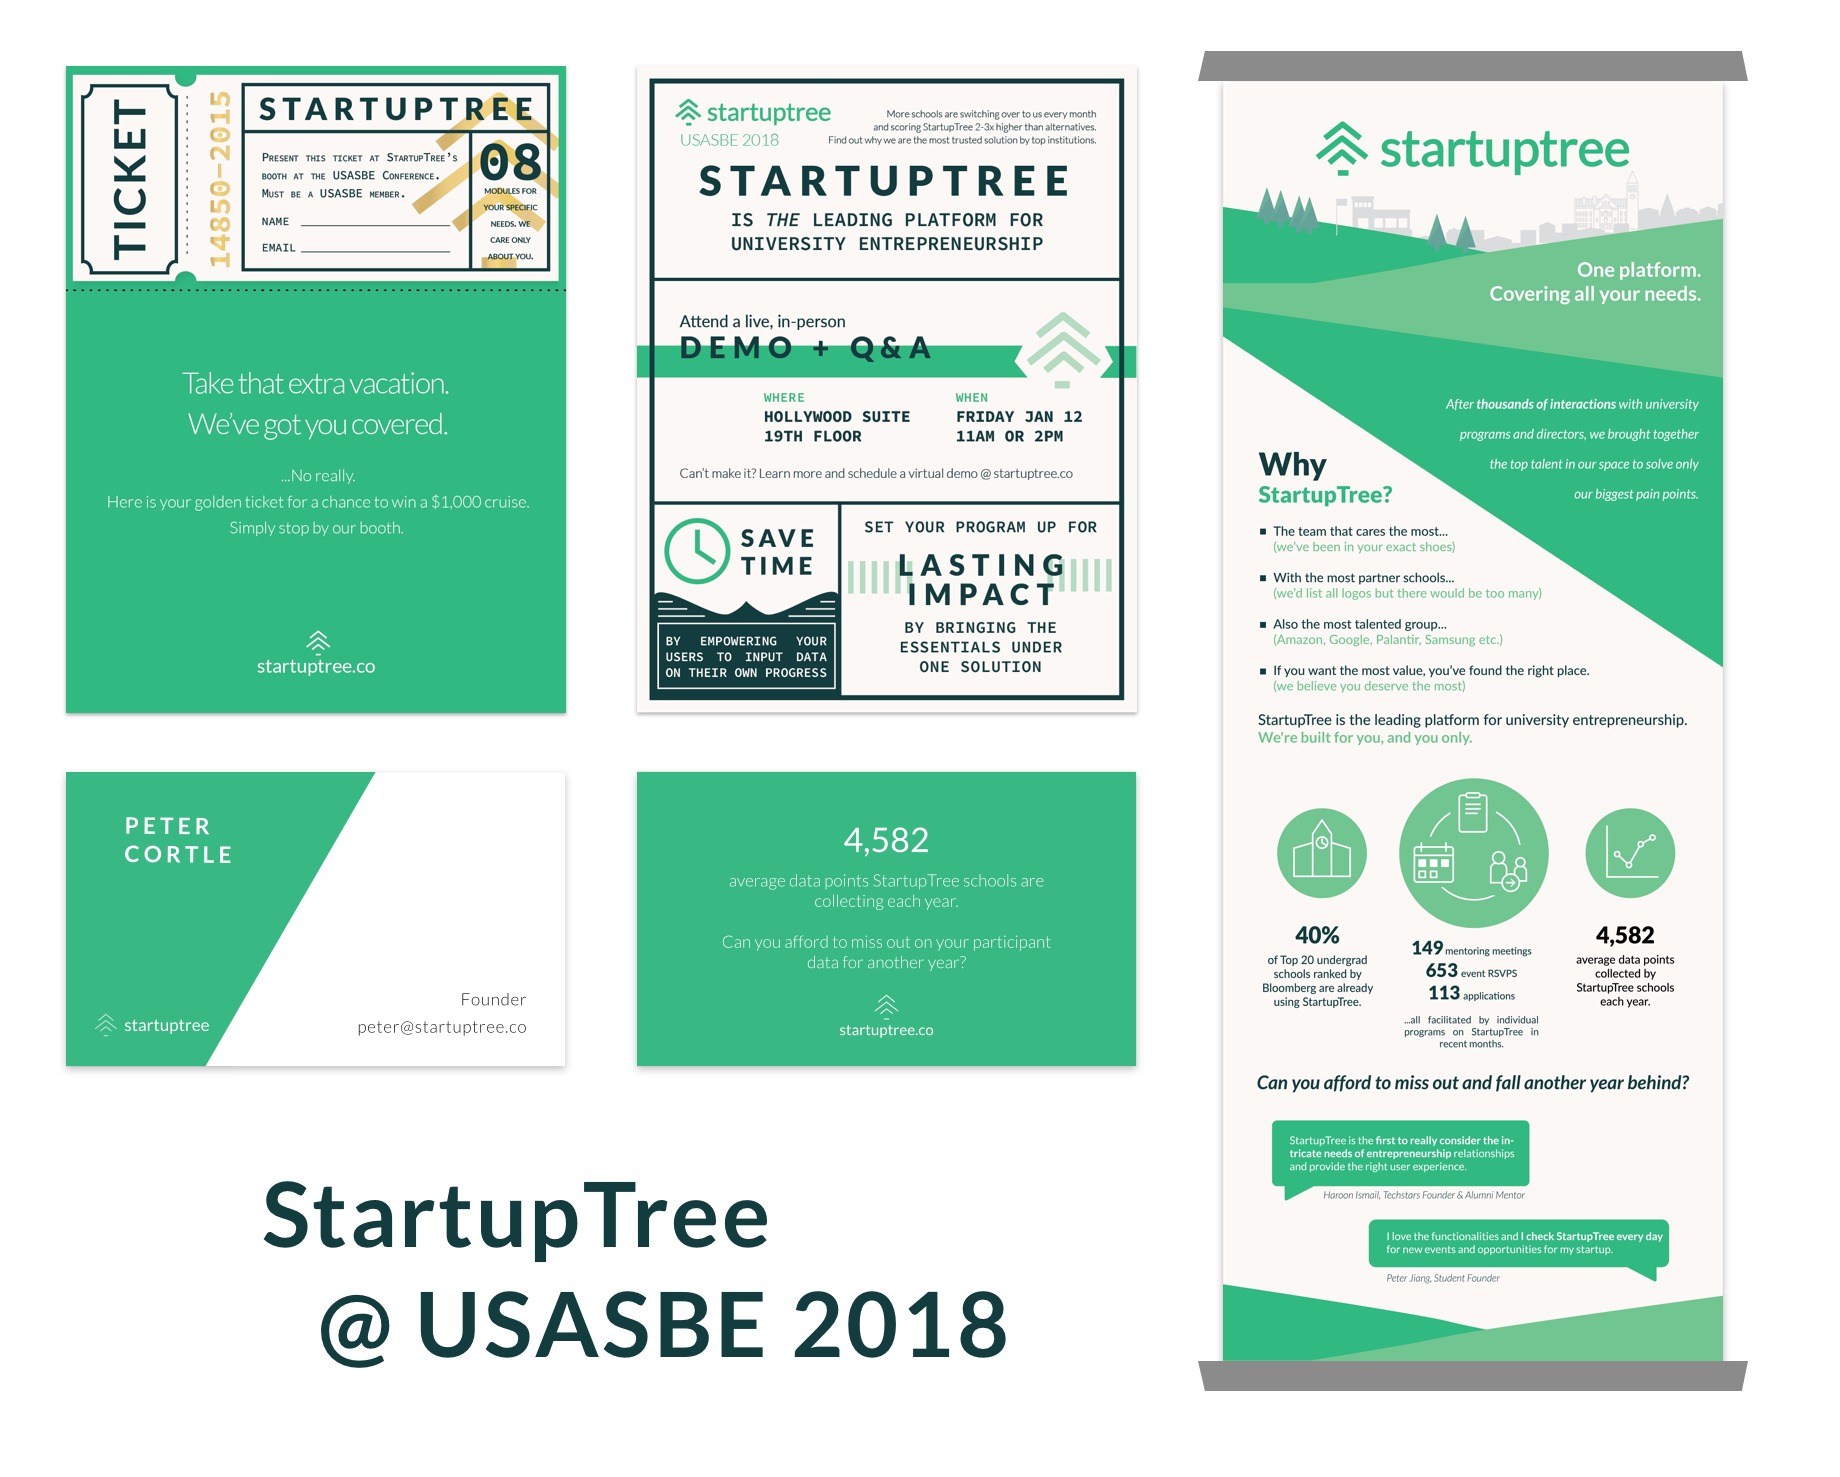 TICKET
14850-2015
STARTUPTREE
PRESENT THIS TICKET AT STARTUPTREE'S
BOOTH AT THE USASBE CONFERENCE.
MUST BE A USASBE MEMBER.
NAME
EMAIL
08
MODULES FOR
YOUR SPECIFIC
NEEDS. WE
CARE ONLY
ABOUT YOU.
Take that extra vacation.
We've got you covered.
...No really.
Here is your golden ticket for a chance to win a $1,000 cruise.
Simply stop by our booth.
startuptree.co
startuptree
USASBE 2018
More schools are switching over to us every month
and scoring StartupTree 2-3x higher than alternatives.
Find out why we are the most trusted solution by top institutions.
STARTUPTREE
IS THE LEADING PLATFORM FOR
UNIVERSITY ENTREPRENEURSHIP
Attend a live, in-person
DEMO + Q&A
WHERE
HOLLYWOOD SUITE
19TH FLOOR
WHEN
FRIDAY JAN 12
11AM OR 2PM
Can't make it? Learn more and schedule a virtual demo @ startuptree.co
SAVE
TIME
BY EMPOWERING YOUR
USERS TO INPUT DATA
ON THEIR OWN PROGRESS
SET YOUR PROGRAM UP FOR
LASTING
IMPACT
BY BRINGING THE
ESSENTIALS UNDER
ONE SOLUTION
PETER
CORTLE
startuptree
Founder
peter@startuptree.co
4,582
average data points StartupTree schools are
collecting each year.
Can you afford to miss out on your participant
data for another year?
startuptree.co
StartupTree
@ USASBE 2018
startuptree
One platform.
Covering all your needs.
After thousands of interactions with university
programs and directors, we brought together
the top talent in our space to solve only
our biggest pain points.
Why
StartupTree?
The team that cares the most...
(we've been in your exact shoes)
With the most partner schools...
(we'd list all logos but there would be too many)
Also the most talented group...
(Amazon, Google, Palantir, Samsung etc.)
If you want the most value, you've found the right place.
(we believe you deserve the most)
StartupTree is the leading platform for university entrepreneurship.
We're built for you, and you only.
40%
of Top 20 undergrad
schools ranked by
Bloomberg are already
using StartupTree.
149 mentoring meetings
653 event RSVPS
113 applications
...all facilitated by individual
programs on StartupTree in
recent months.
4,582
average data points
collected by
StartupTree schools
each year.
Can you afford to miss out and fall another year behind?
StartupTree is the first to really consider the in-
tricate needs of entrepreneurship relationships
and provide the right user experience.
Haroon Ismail, Techstars Founder & Alumni Mentor
I love the functionalities and I check StartupTree every day
for new events and opportunities for my startup.
Peter Jiang, Student Founder